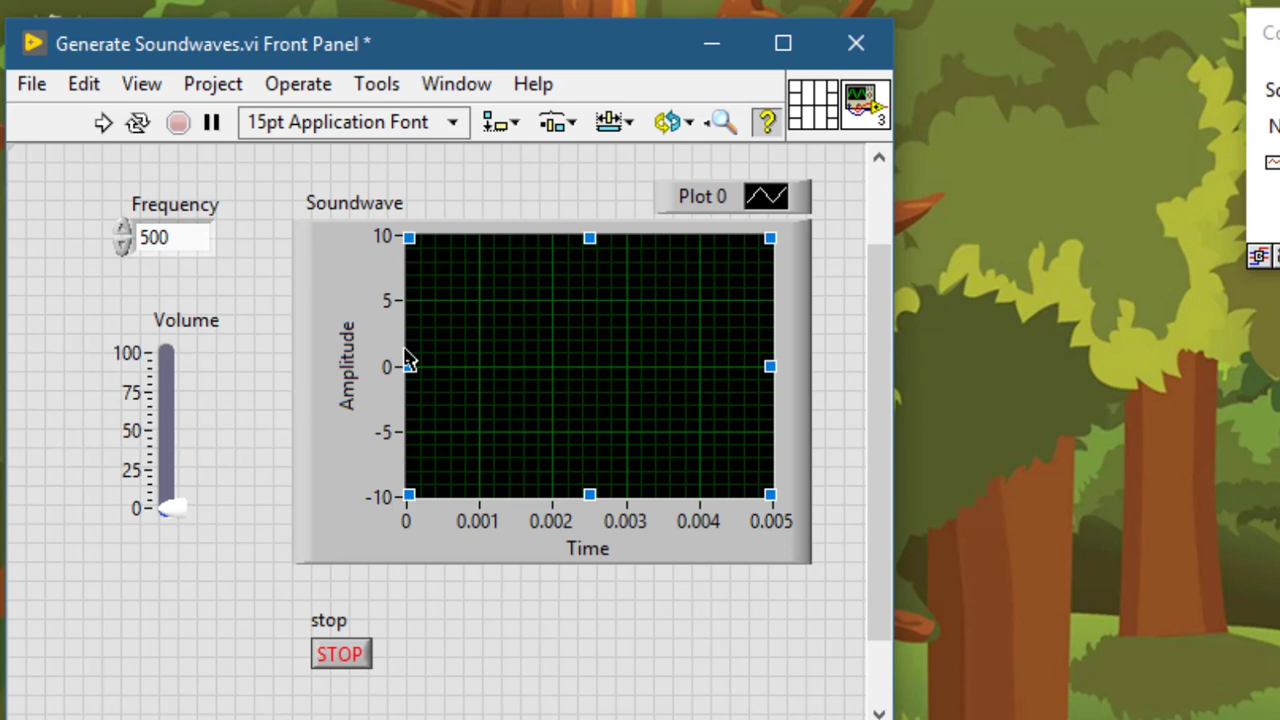 Generate Soundwaves.vi Front Panel *
File Edit View Project Operate Tools Window Help
15pt Application Font
?
3
Frequency
500
Volume
100
75
50
25
0
Soundwave
Plot 0
Amplitude
10
5
0
-5
-10
0 0.001 0.002 0.003 0.004 0.005
Time
stop
STOP